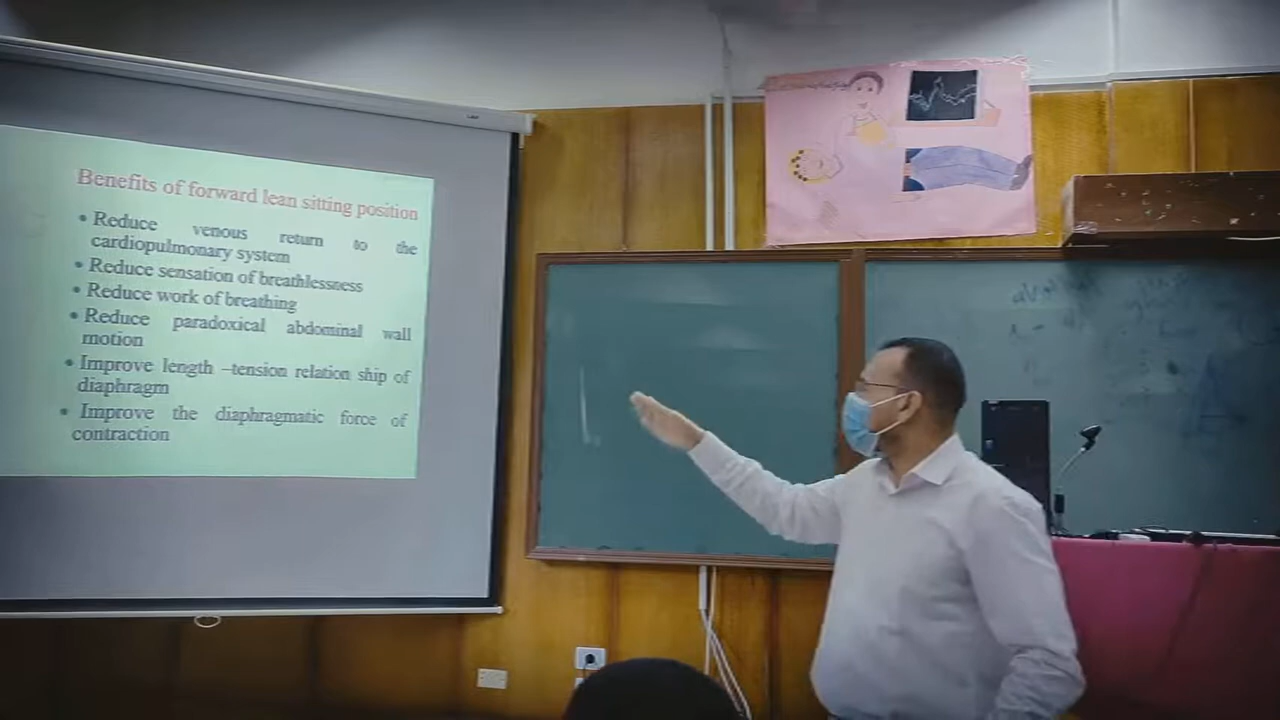 Benefits of forward lean sitting position
• Reduce venous return to the
cardiopulmonary system
• Reduce sensation of breathlessness
• Reduce work of breathing
• Reduce paradoxical abdominal wall
motion
• Improve length –tension relation ship of
diaphragm
• Improve the diaphragmatic force of
contraction